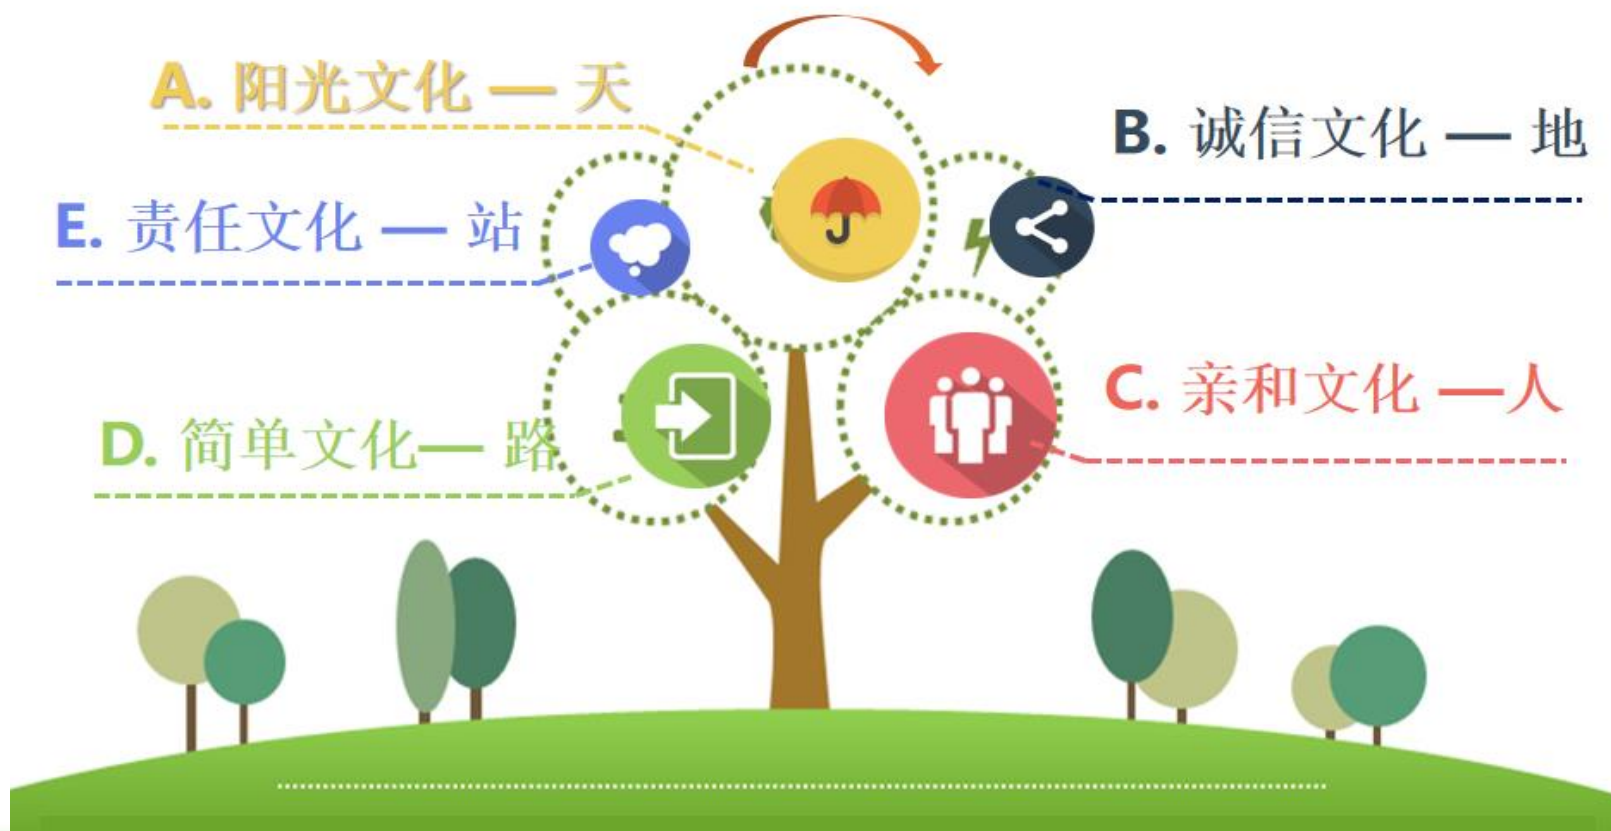 A. 阳光文化 — 天
B. 诚信文化 — 地
E. 责任文化 — 站
C. 亲和文化 —人
D. 简单文化— 路